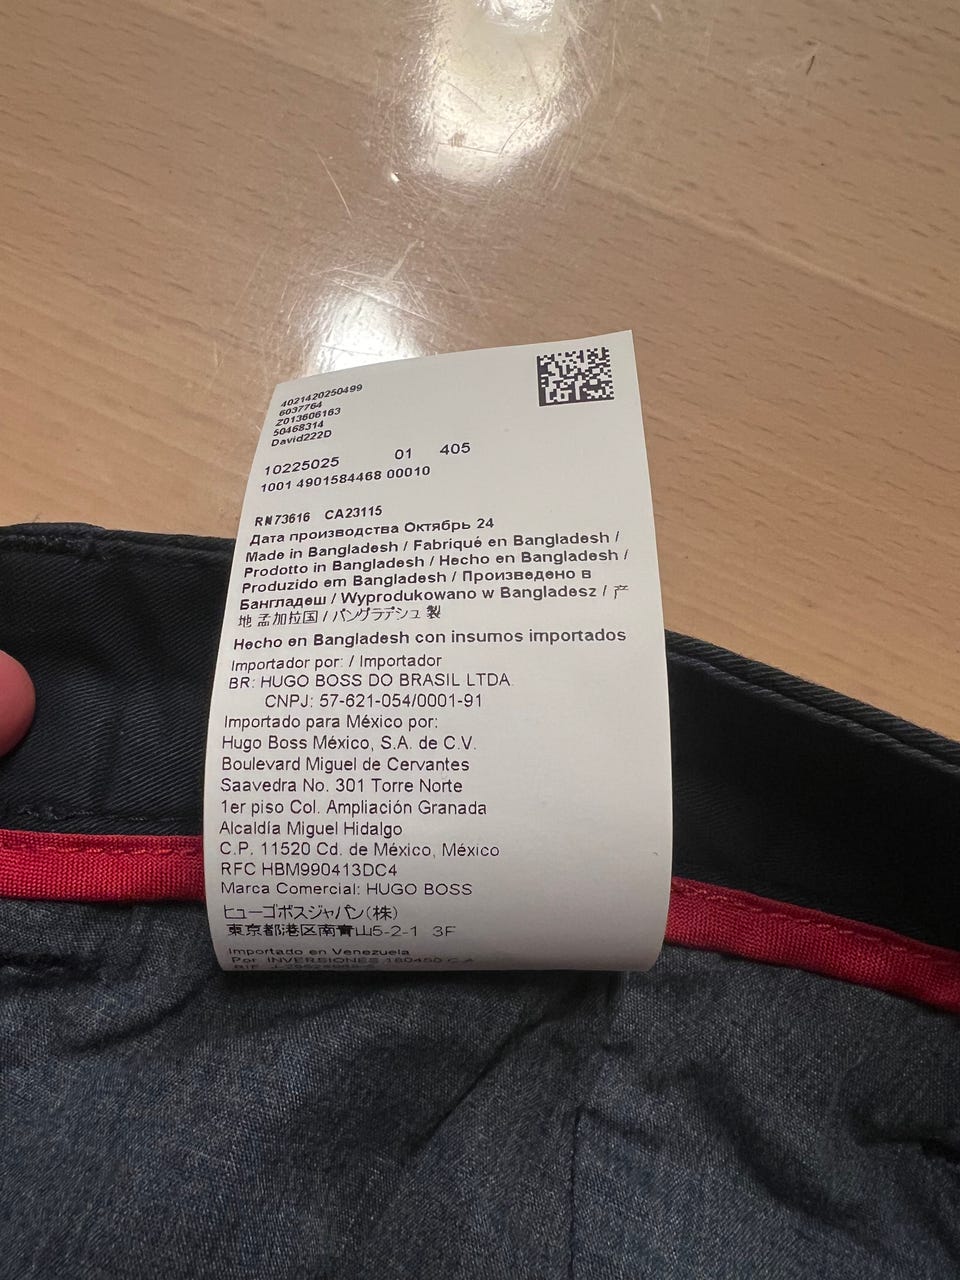 4021420250499
6037764
Z013606163
50468314
David222D
10225025 01 405
1001 4901584468 00010
RN73616 CA23115
Дата производства Октябрь 24
Made in Bangladesh / Fabriqué en Bangladesh /
Prodotto in Bangladesh / Hecho en Bangladesh /
Produzido em Bangladesh / Произведено в
Бангладеш / Wyprodukowano w Bangladesz / 产
地 孟加拉国 / バングラデシュ 製
Hecho en Bangladesh con insumos importados
Importador por: / Importador
BR: HUGO BOSS DO BRASIL LTDA
CNPJ: 57-621-054/0001-91
Importado para México por:
Hugo Boss México, S.A. de C.V.
Boulevard Miguel de Cervantes
Saavedra No. 301 Torre Norte
1er piso Col. Ampliación Granada
Alcaldía Miguel Hidalgo
C.P. 11520 Cd. de México, México
RFC HBM990413DC4
Marca Comercial: HUGO BOSS
ヒューゴボスジャパン(株)
東京都港区南青山5-2-1 3F
Importado en Venezuela
Por INVERSIONES 180450 C.A